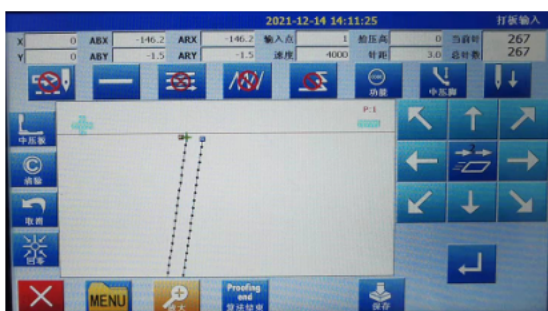 2021-12-14 14:11:25 打板输入
X 0 ABX -146.2 ARX -146.2 输入点 1 抬压高 0 当前针 267
Y 0 ABY -1.5 ARY -1.5 速度 4000 针距 3.0 总针数 267
功能 中压脚
P:1
中压板
取消
回零
MENU
Proofing
end
保存